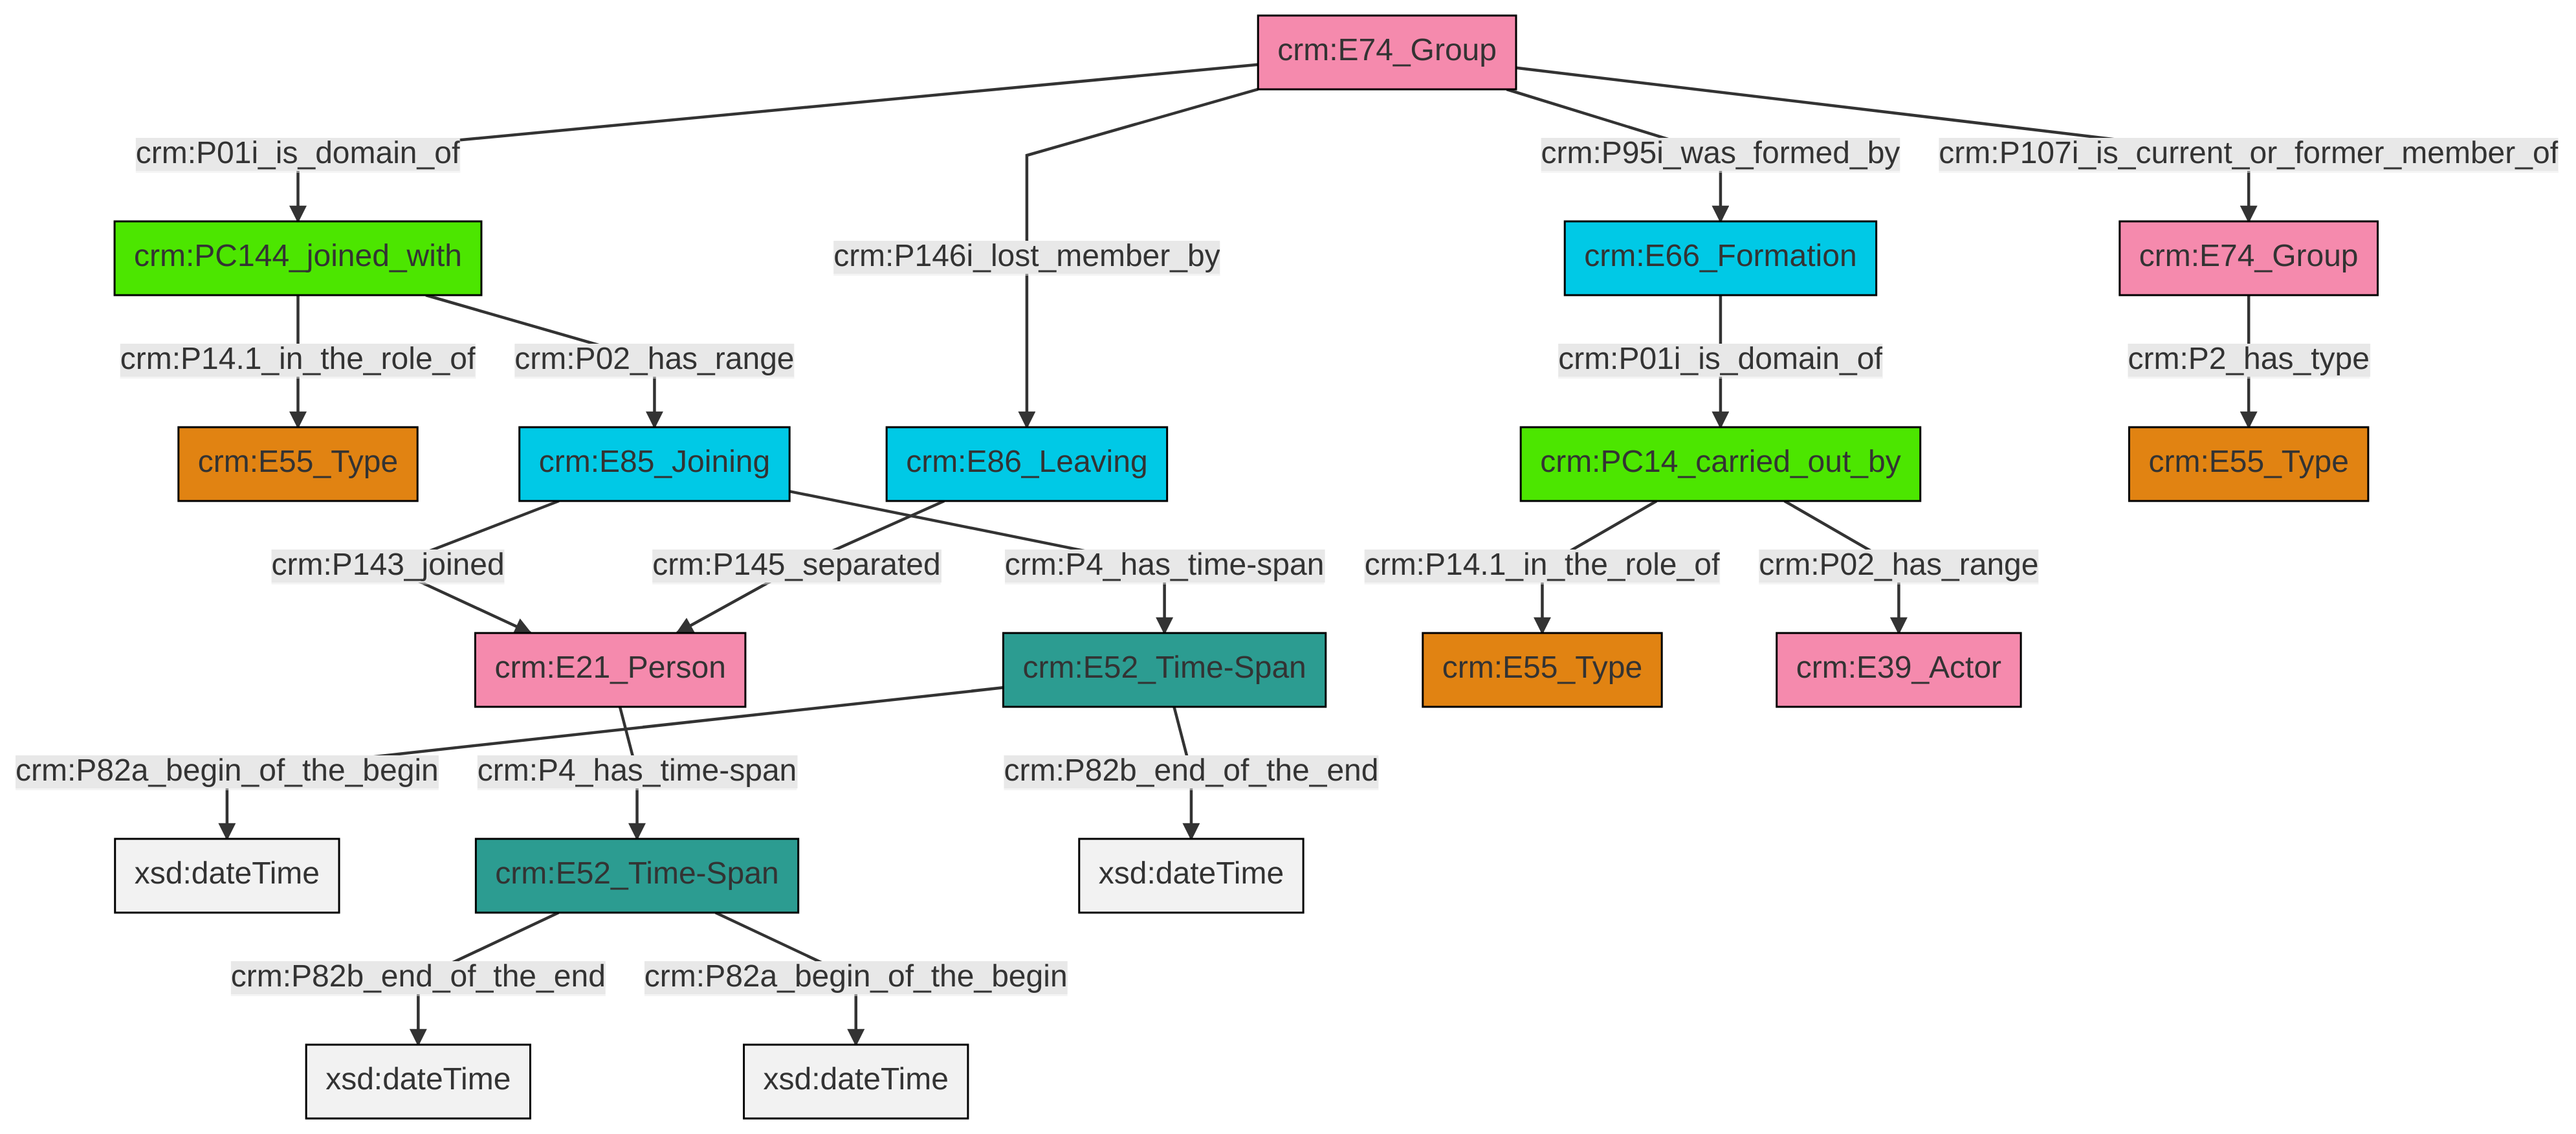 crm:E74_Group
crm:P01i_is_domain_of
crm:P95i_was_formed_by
crm:P107i_is_current_or_former_member_of
crm:PC144_joined_with
crm:P146i_lost_member_by
crm:E66_Formation
crm:E74_Group
crm:P14.1_in_the_role_of
crm:P02_has_range
crm:P01i_is_domain_of
crm:P2_has_type
crm:E55_Type
crm:E85_Joining
crm:E86_Leaving
crm:PC14_carried_out_by
crm:E55_Type
crm:P143_joined
crm:P145_separated
crm:P4_has_time-span
crm:P14.1_in_the_role_of
crm:P02_has_range
crm:E21_Person
crm:E52_Time-Span
crm:E55_Type
crm:E39_Actor
crm:P82a_begin_of_the_begin
crm:P4_has_time-span
crm:P82b_end_of_the_end
xsd:dateTime
crm:E52_Time-Span
xsd:dateTime
crm:P82b_end_of_the_end
crm:P82a_begin_of_the_begin
xsd:dateTime
xsd:dateTime